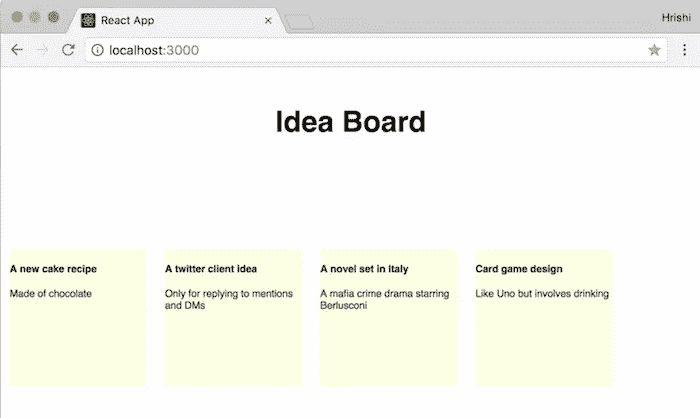 React App
Hrishi
localhost:3000
Idea Board
A new cake recipe
Made of chocolate
A twitter client idea
Only for replying to mentions
and DMs
A novel set in Italy
A mafia crime drama starring
Berlusconi
Card game design
Like Uno but involves drinking